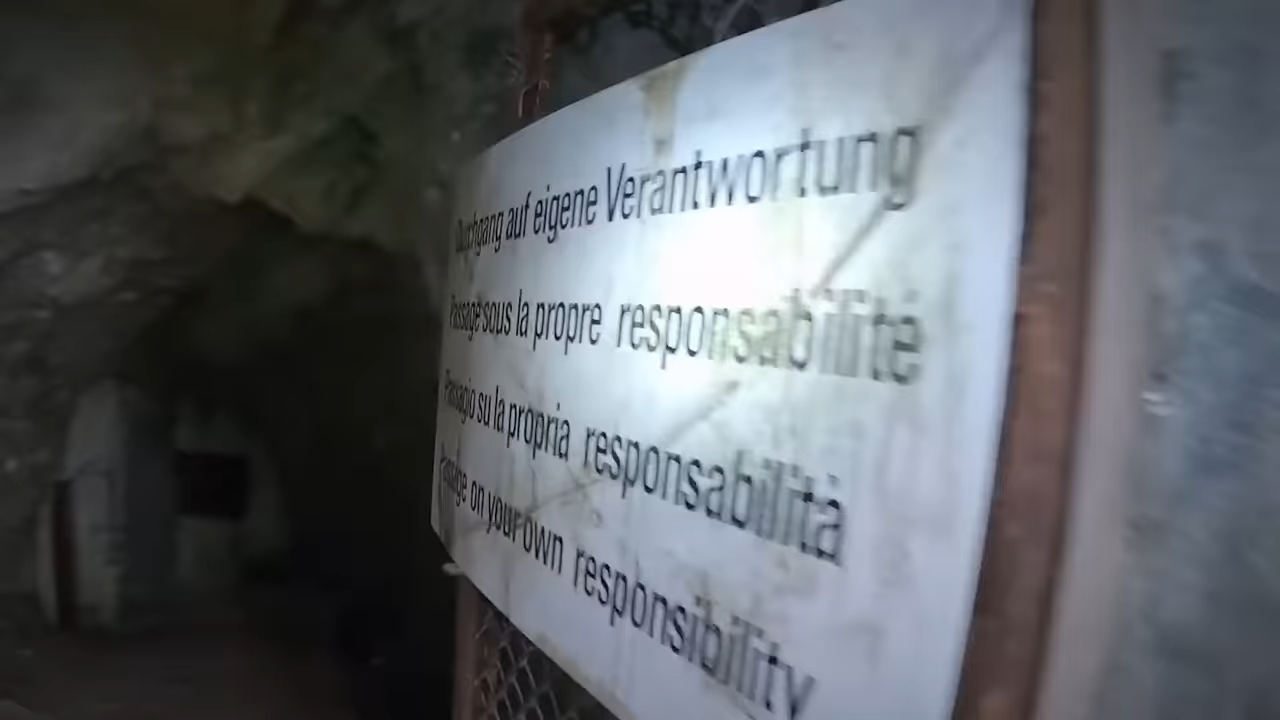 Durchgang auf eigene Verantwortung
Passage sous la propre responsabilité
Passagio su la propria responsabilità
Passage on your own responsibility